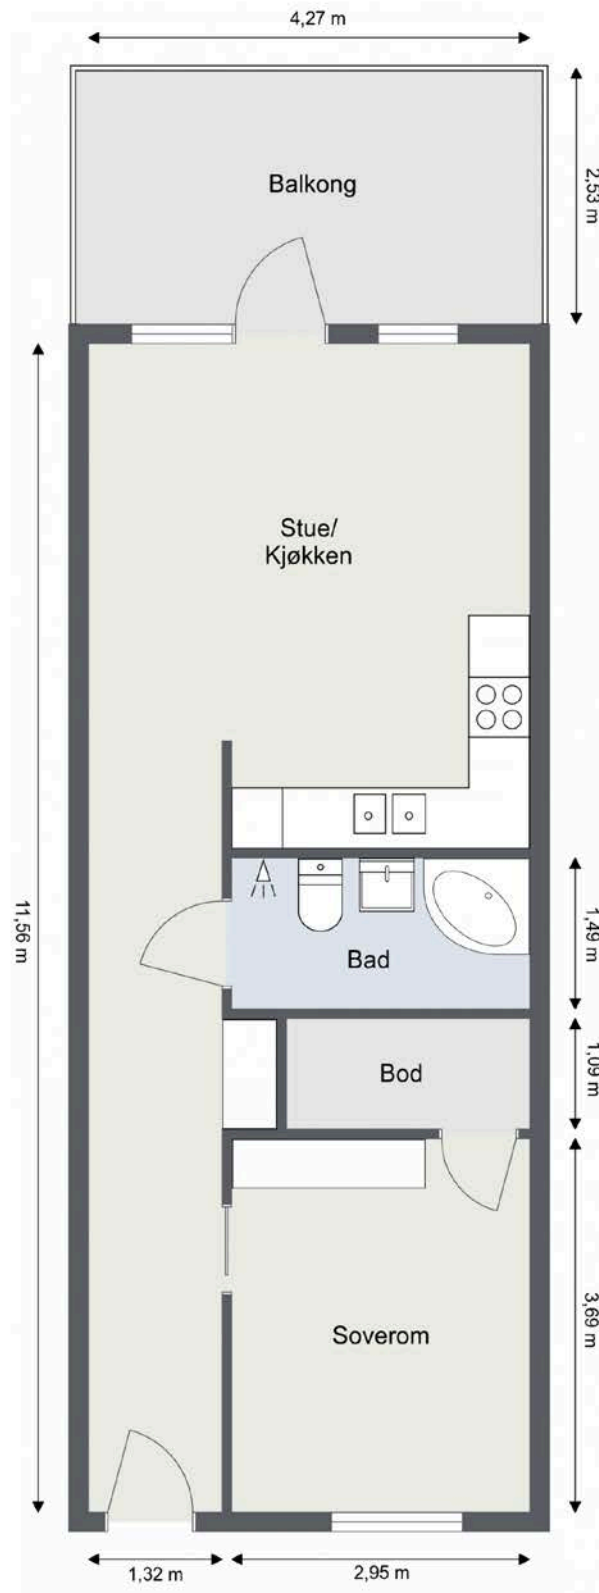 4,27 m
Balkong
2,53 m
Stue/
Kjøkken
11,56 m
1,49 m
Bad
1,09 m
Bod
3,69 m
Soverom
1,32 m
2,95 m